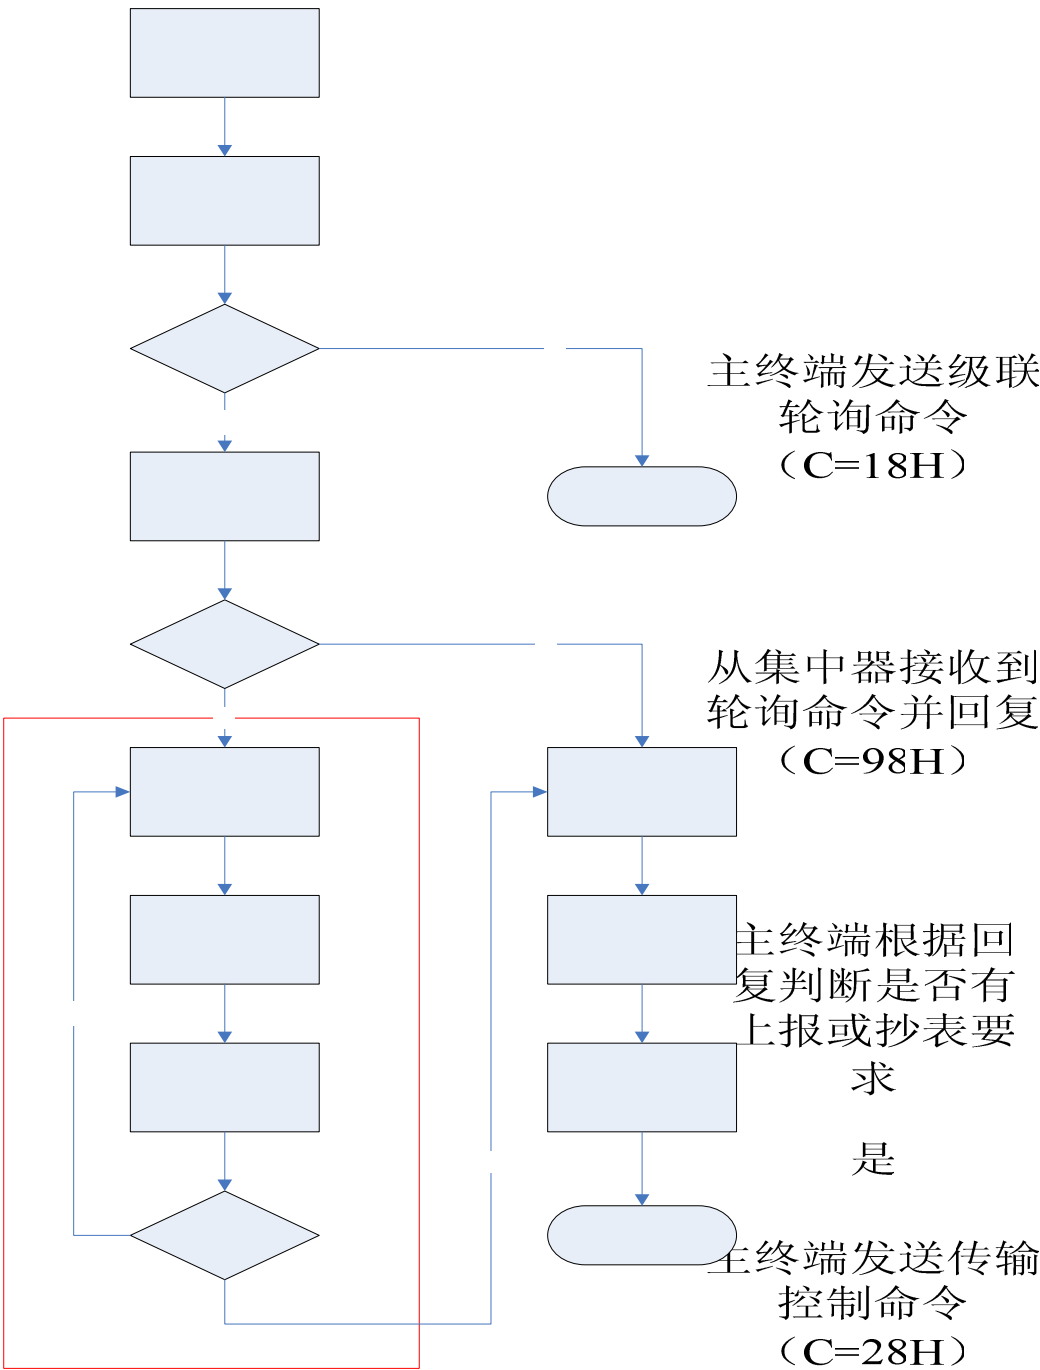 主终端发送级联
轮询命令
（C=18H）
从集中器接收到
轮询命令并回复
（C=98H）
主终端根据回
复判断是否有
上报或抄表要
求
是
主终端发送传输
控制命令
（C=28H）